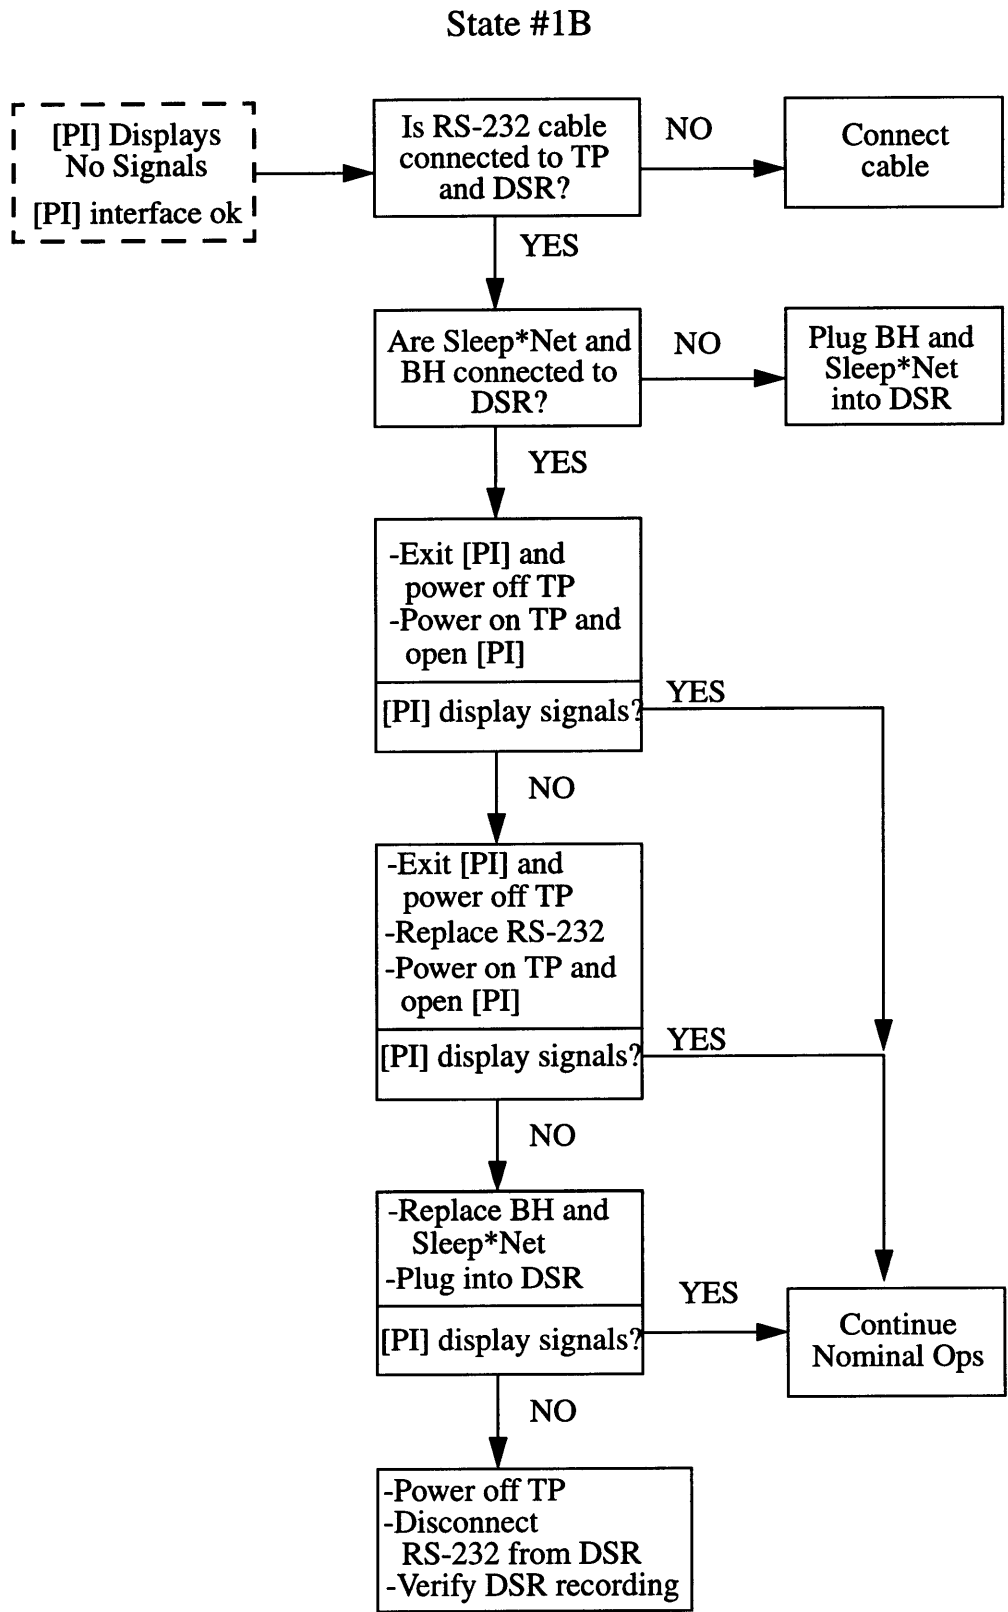 State #1B
[PI] Displays
No Signals
[PI] interface ok
Is RS-232 cable
connected to TP
and DSR?
NO
Connect
cable
YES
Are Sleep*Net and
BH connected to
DSR?
NO
Plug BH and
Sleep*Net
into DSR
YES
-Exit [PI] and
power off TP
-Power on TP and
open [PI]
[PI] display signals?
YES
NO
-Exit [PI] and
power off TP
-Replace RS-232
-Power on TP and
open [PI]
[PI] display signals?
YES
NO
-Replace BH and
Sleep*Net
-Plug into DSR
[PI] display signals?
YES
Continue
Nominal Ops
NO
-Power off TP
-Disconnect
RS-232 from DSR
-Verify DSR recording